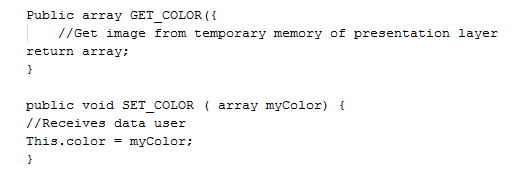 Public array GET_COLOR({
//Get image from temporary memory of presentation layer
return array;
}
public void SET_COLOR ( array myColor) {
//Receives data user
This.color = myColor;
}